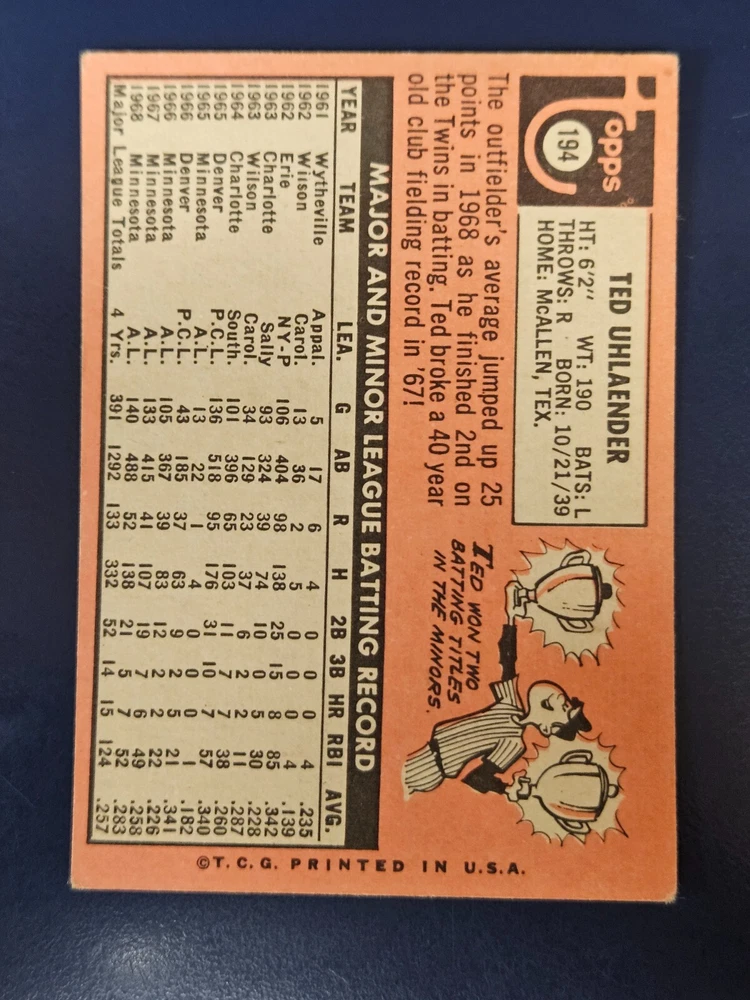 Topps®
194
TED UHLAENDER
HT: 6'2" WT: 190 BATS: L
THROWS: R BORN: 10/21/39
HOME: McALLEN, TEX.
The outfielder's average jumped up 25
points in 1968 as he finished 2nd on
the Twins in batting. Ted broke a 40 year
old club fielding record in '67!
TED WON TWO
BATTING TITLES
IN THE MINORS.
MAJOR AND MINOR LEAGUE BATTING RECORD
YEAR TEAM LEA. G AB R H 2B 3B HR RBI AVG.
1961 Wytheville Appal. 5 17 6 4 0 0 0 4 .235
1962 Wilson Carol. 13 36 2 5 0 0 0 4 .139
1962 Erie NY-P 106 404 98 138 25 15 8 85 .342
1963 Charlotte Sally 93 324 39 74 10 0 5 30 .228
1963 Wilson Carol. 34 129 23 37 6 2 2 11 .287
1964 Charlotte South. 101 396 65 103 11 2 2 38 .260
1965 Denver P.C.L. 136 518 95 176 31 10 7 57 .340
1965 Minnesota A.L. 13 22 1 4 0 0 0 1 .182
1966 Denver P.C.L. 43 185 37 63 9 2 5 21 .341
1966 Minnesota A.L. 105 367 39 83 12 2 2 22 .226
1967 Minnesota A.L. 133 415 41 107 19 7 6 49 .258
1968 Minnesota A.L. 140 488 52 138 21 5 7 52 .283
Major League Totals 4 Yrs. 391 1292 133 332 52 14 15 124 .257
©T.C.G. PRINTED IN U.S.A.